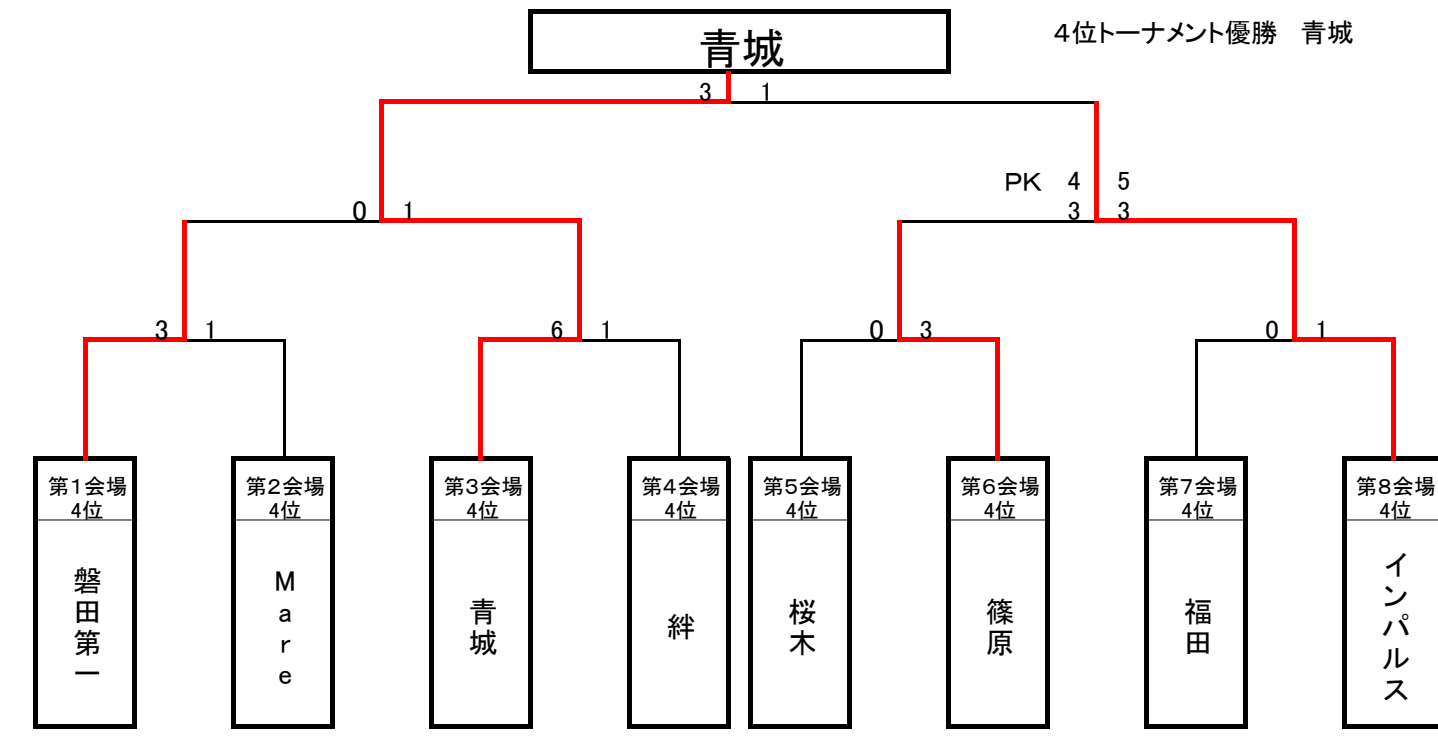 青城
４位トーナメント優勝　青城
3 1
PK 4 5
0 1
3 3
3 1
6 1
0 3
0 1
第1会場
4位
磐田第一
第2会場
4位
Mare
第3会場
4位
青城
第4会場
4位
絆
第5会場
4位
桜木
第6会場
4位
篠原
第7会場
4位
福田
第8会場
4位
インパルス